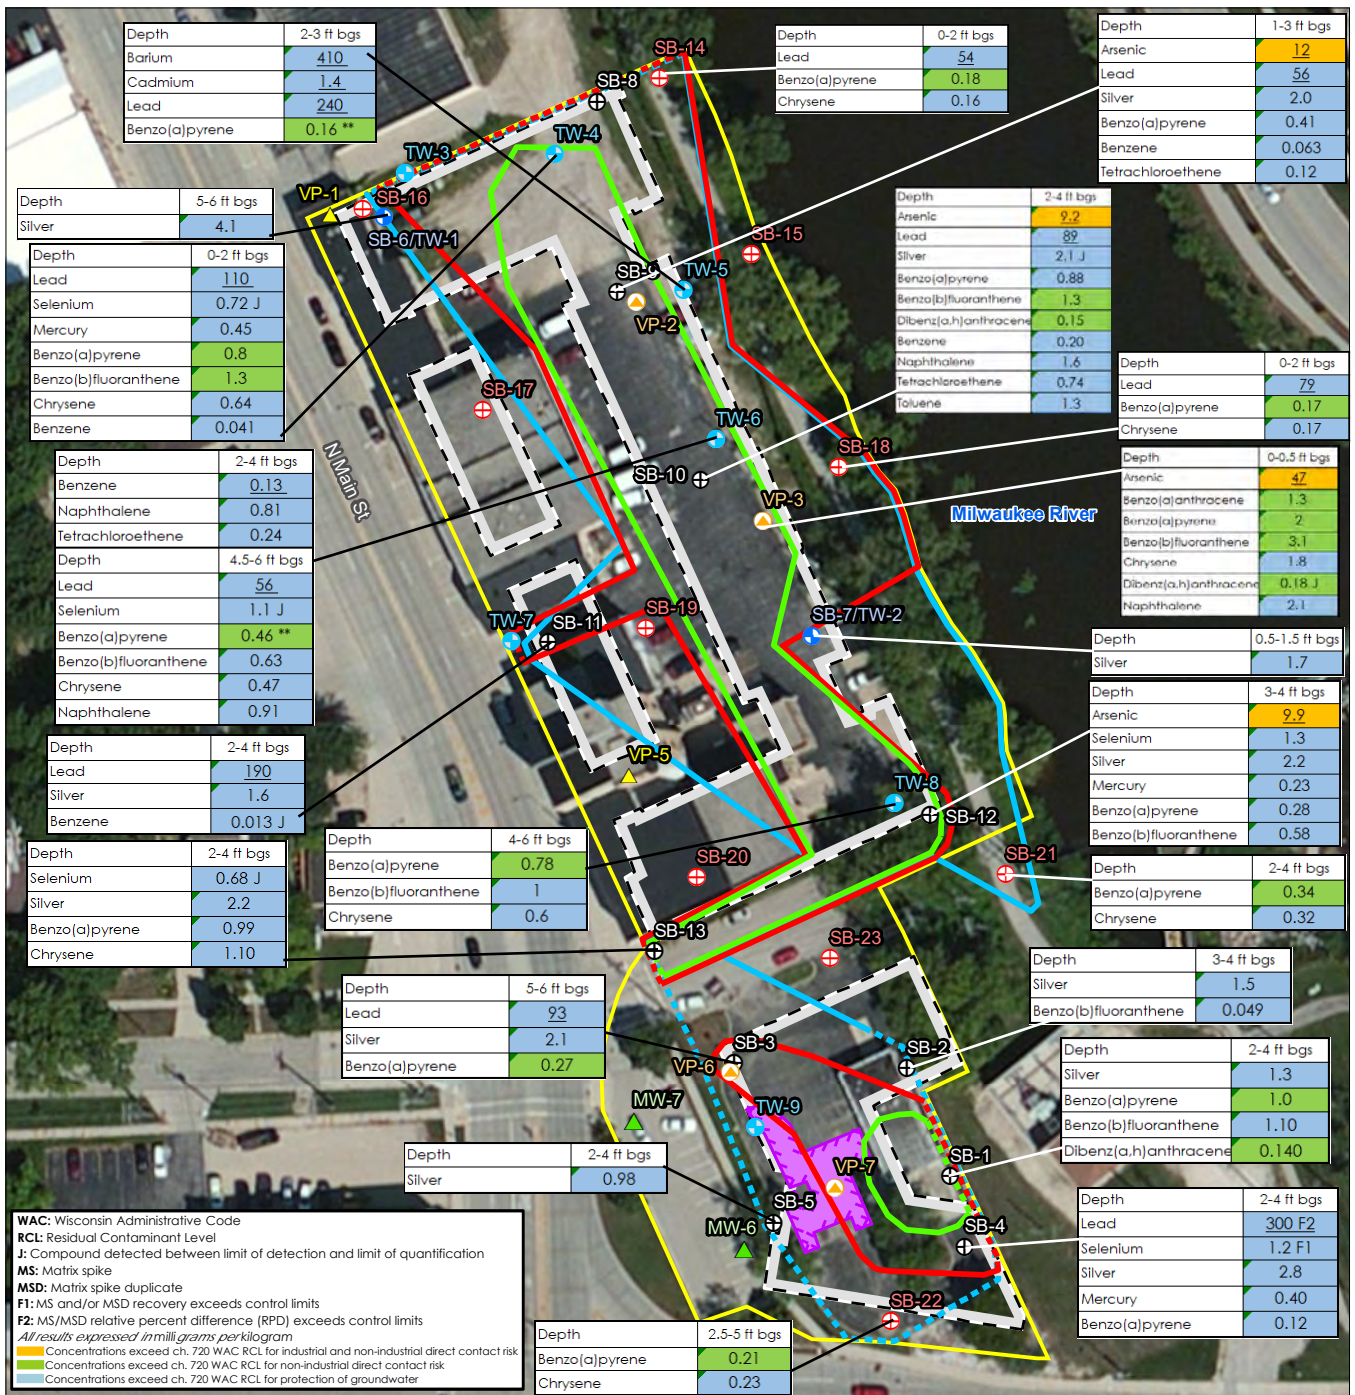 Depth 2-3 ft bgs
Barium 410
Cadmium 1.4
Lead 240
Benzo(a)pyrene 0.16 **
Depth 0-2 ft bgs
Lead 54
Benzo(a)pyrene 0.18
Chrysene 0.16
Depth 1-3 ft bgs
Arsenic 12
Lead 56
Silver 2.0
Benzo(a)pyrene 0.41
Benzene 0.063
Tetrachloroethene 0.12
Depth 5-6 ft bgs
Silver 4.1
Depth 2-4 ft bgs
Arsenic 9.2
Lead 89
Silver 2.1 J
Benzo(a)pyrene 0.88
Benzo(b)fluoranthene 1.3
Dibenz(a,h)anthracene 0.15
Benzene 0.20
Naphthalene 1.6
Tetrachloroethene 0.74
Toluene 1.3
Depth 0-2 ft bgs
Lead 110
Selenium 0.72 J
Mercury 0.45
Benzo(a)pyrene 0.8
Benzo(b)fluoranthene 1.3
Chrysene 0.64
Benzene 0.041
Depth 0-2 ft bgs
Lead 79
Benzo(a)pyrene 0.17
Chrysene 0.17
Depth 2-4 ft bgs
Benzene 0.13
Naphthalene 0.81
Tetrachloroethene 0.24
Depth 4.5-6 ft bgs
Lead 56
Selenium 1.1 J
Benzo(a)pyrene 0.46 **
Benzo(b)fluoranthene 0.63
Chrysene 0.47
Naphthalene 0.91
Depth 0-0.5 ft bgs
Arsenic 47
Benzo(a)anthracene 1.3
Benzo(a)pyrene 2
Benzo(b)fluoranthene 3.1
Chrysene 1.8
Dibenz(a,h)anthracene 0.18 J
Naphthalene 2.1
Depth 0.5-1.5 ft bgs
Silver 1.7
Depth 3-4 ft bgs
Arsenic 9.9
Selenium 1.3
Silver 2.2
Mercury 0.23
Benzo(a)pyrene 0.28
Benzo(b)fluoranthene 0.58
Depth 2-4 ft bgs
Lead 190
Silver 1.6
Benzene 0.013 J
Depth 4-6 ft bgs
Benzo(a)pyrene 0.78
Benzo(b)fluoranthene 1
Chrysene 0.6
Depth 2-4 ft bgs
Selenium 0.68 J
Silver 2.2
Benzo(a)pyrene 0.99
Chrysene 1.10
Depth 2-4 ft bgs
Benzo(a)pyrene 0.34
Chrysene 0.32
Depth 3-4 ft bgs
Silver 1.5
Benzo(b)fluoranthene 0.049
Depth 5-6 ft bgs
Lead 93
Silver 2.1
Benzo(a)pyrene 0.27
Depth 2-4 ft bgs
Silver 1.3
Benzo(a)pyrene 1.0
Benzo(b)fluoranthene 1.10
Dibenz(a,h)anthracene 0.140
Depth 2-4 ft bgs
Silver 0.98
Depth 2-4 ft bgs
Lead 300 F2
Selenium 1.2 F1
Silver 2.8
Mercury 0.40
Benzo(a)pyrene 0.12
Depth 2.5-5 ft bgs
Benzo(a)pyrene 0.21
Chrysene 0.23
SB-14
SB-8
TW-4
TW-3
VP-1
SB-16
SB-6/TW-1
SB-15
SB-9
TW-5
VP-2
SB-17
TW-6
SB-18
SB-10
N Main St
VP-3
Milwaukee River
SB-19
SB-7/TW-2
TW-7
SB-11
VP-5
TW-8
SB-12
SB-20
SB-21
SB-13
SB-23
SB-3
SB-2
VP-6
MW-7
TW-9
SB-1
VP-7
SB-5
MW-6
SB-4
SB-22
WAC: Wisconsin Administrative Code
RCL: Residual Contaminant Level
J: Compound detected between limit of detection and limit of quantification
MS: Matrix spike
MSD: Matrix spike duplicate
F1: MS and/or MSD recovery exceeds control limits
F2: MS/MSD relative percent difference (RPD) exceeds control limits
All results expressed in milligrams per kilogram
Concentrations exceed ch. 720 WAC RCL for industrial and non-industrial direct contact risk
Concentrations exceed ch. 720 WAC RCL for non-industrial direct contact risk
Concentrations exceed ch. 720 WAC RCL for protection of groundwater